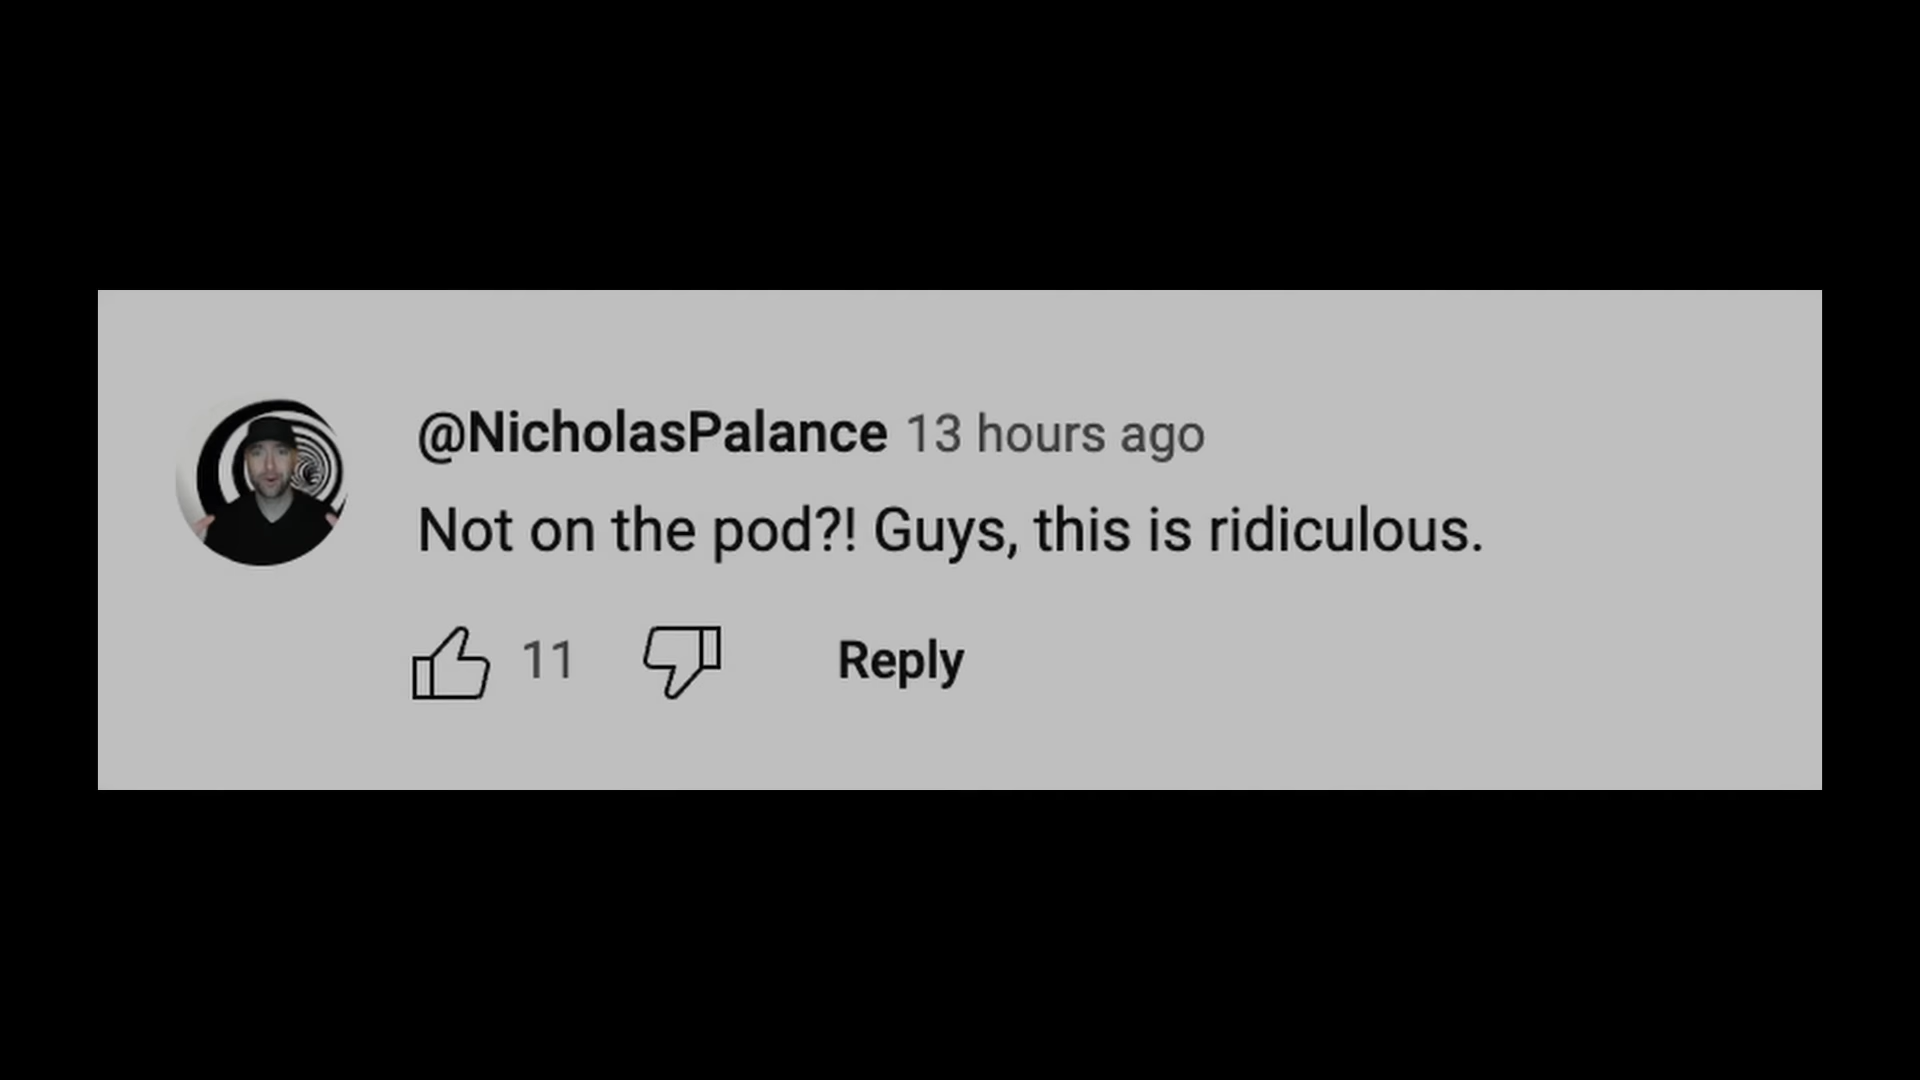 @NicholasPalance 13 hours ago
Not on the pod?! Guys, this is ridiculous.
11 Reply